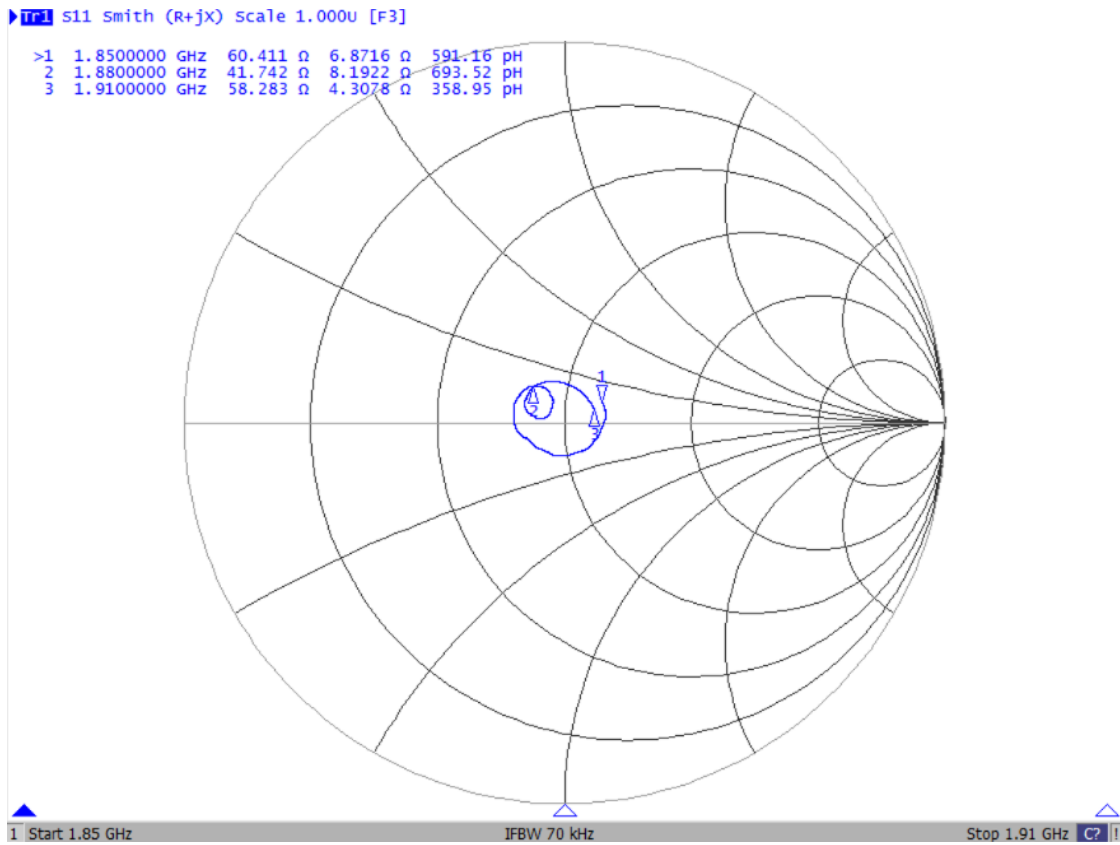 Tr1 S11 Smith (R+jX) Scale 1.000U [F3]
>1 1.8500000 GHz 60.411 Ω 6.8716 Ω 591.16 pH
2 1.8800000 GHz 41.742 Ω 8.1922 Ω 693.52 pH
3 1.9100000 GHz 58.283 Ω 4.3078 Ω 358.95 pH
1
2
3
1 Start 1.85 GHz IFBW 70 kHz Stop 1.91 GHz C? !